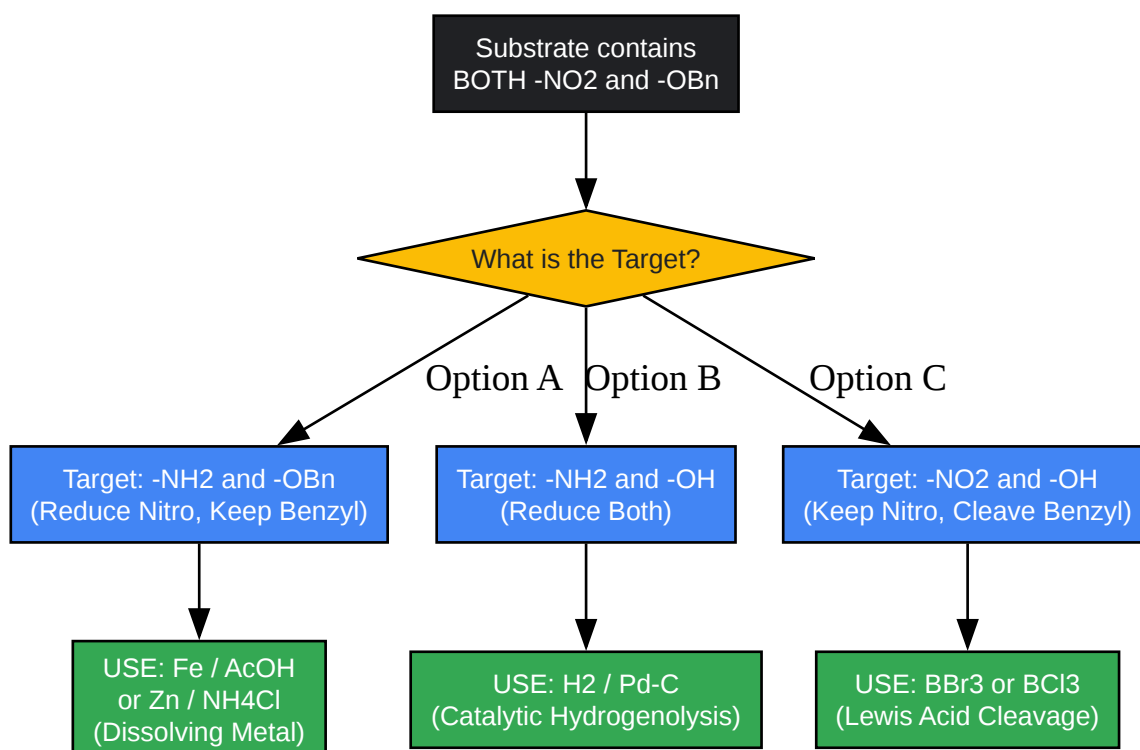 Substrate contains
BOTH -NO2 and -OBn
What is the Target?
Option A
Option B
Option C
Target: -NH2 and -OBn
(Reduce Nitro, Keep Benzyl)
Target: -NH2 and -OH
(Reduce Both)
Target: -NO2 and -OH
(Keep Nitro, Cleave Benzyl)
USE: Fe / AcOH
or Zn / NH4Cl
(Dissolving Metal)
USE: H2 / Pd-C
(Catalytic Hydrogenolysis)
USE: BBr3 or BCl3
(Lewis Acid Cleavage)